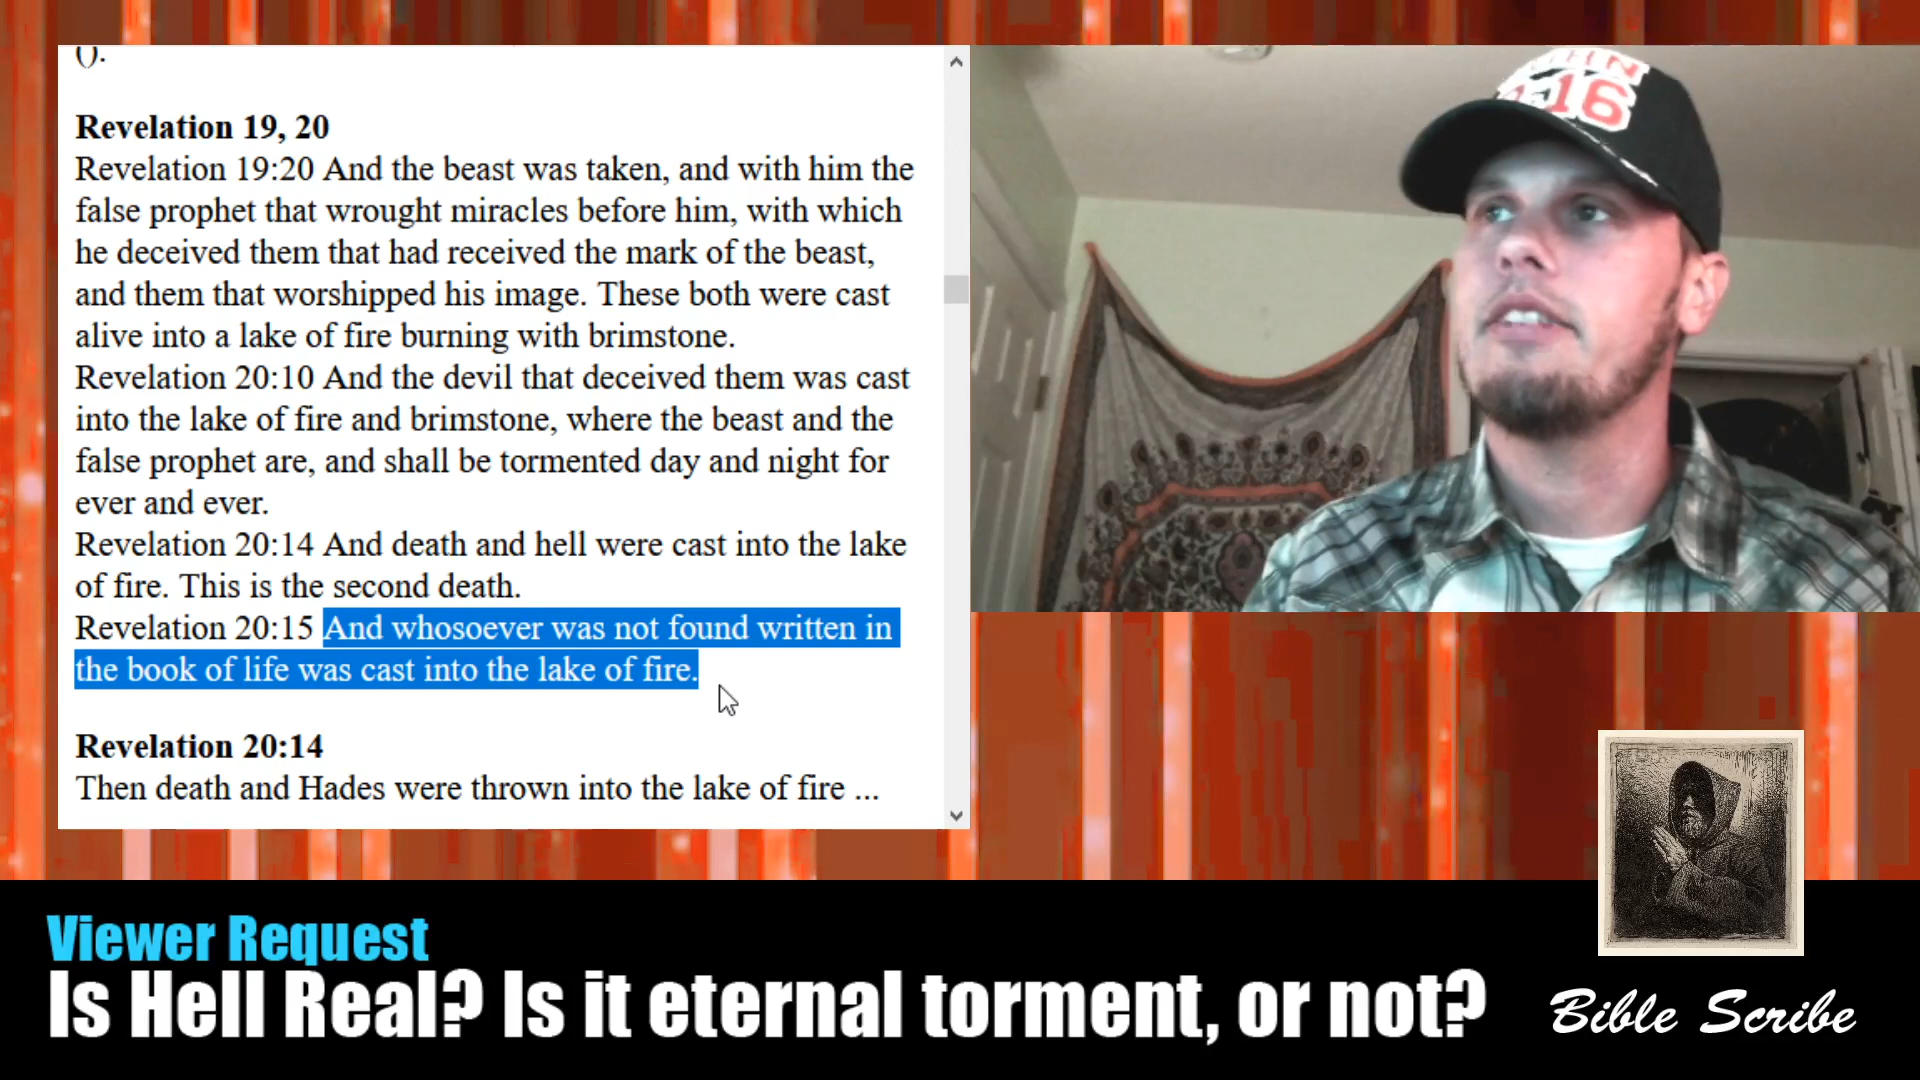 ().
Revelation 19, 20
Revelation 19:20 And the beast was taken, and with him the
false prophet that wrought miracles before him, with which
he deceived them that had received the mark of the beast,
and them that worshipped his image. These both were cast
alive into a lake of fire burning with brimstone.
Revelation 20:10 And the devil that deceived them was cast
into the lake of fire and brimstone, where the beast and the
false prophet are, and shall be tormented day and night for
ever and ever.
Revelation 20:14 And death and hell were cast into the lake
of fire. This is the second death.
Revelation 20:15 And whosoever was not found written in
the book of life was cast into the lake of fire.
Revelation 20:14
Then death and Hades were thrown into the lake of fire ...
16
Viewer Request
Is Hell Real? Is it eternal torment, or not?
Bible Scribe